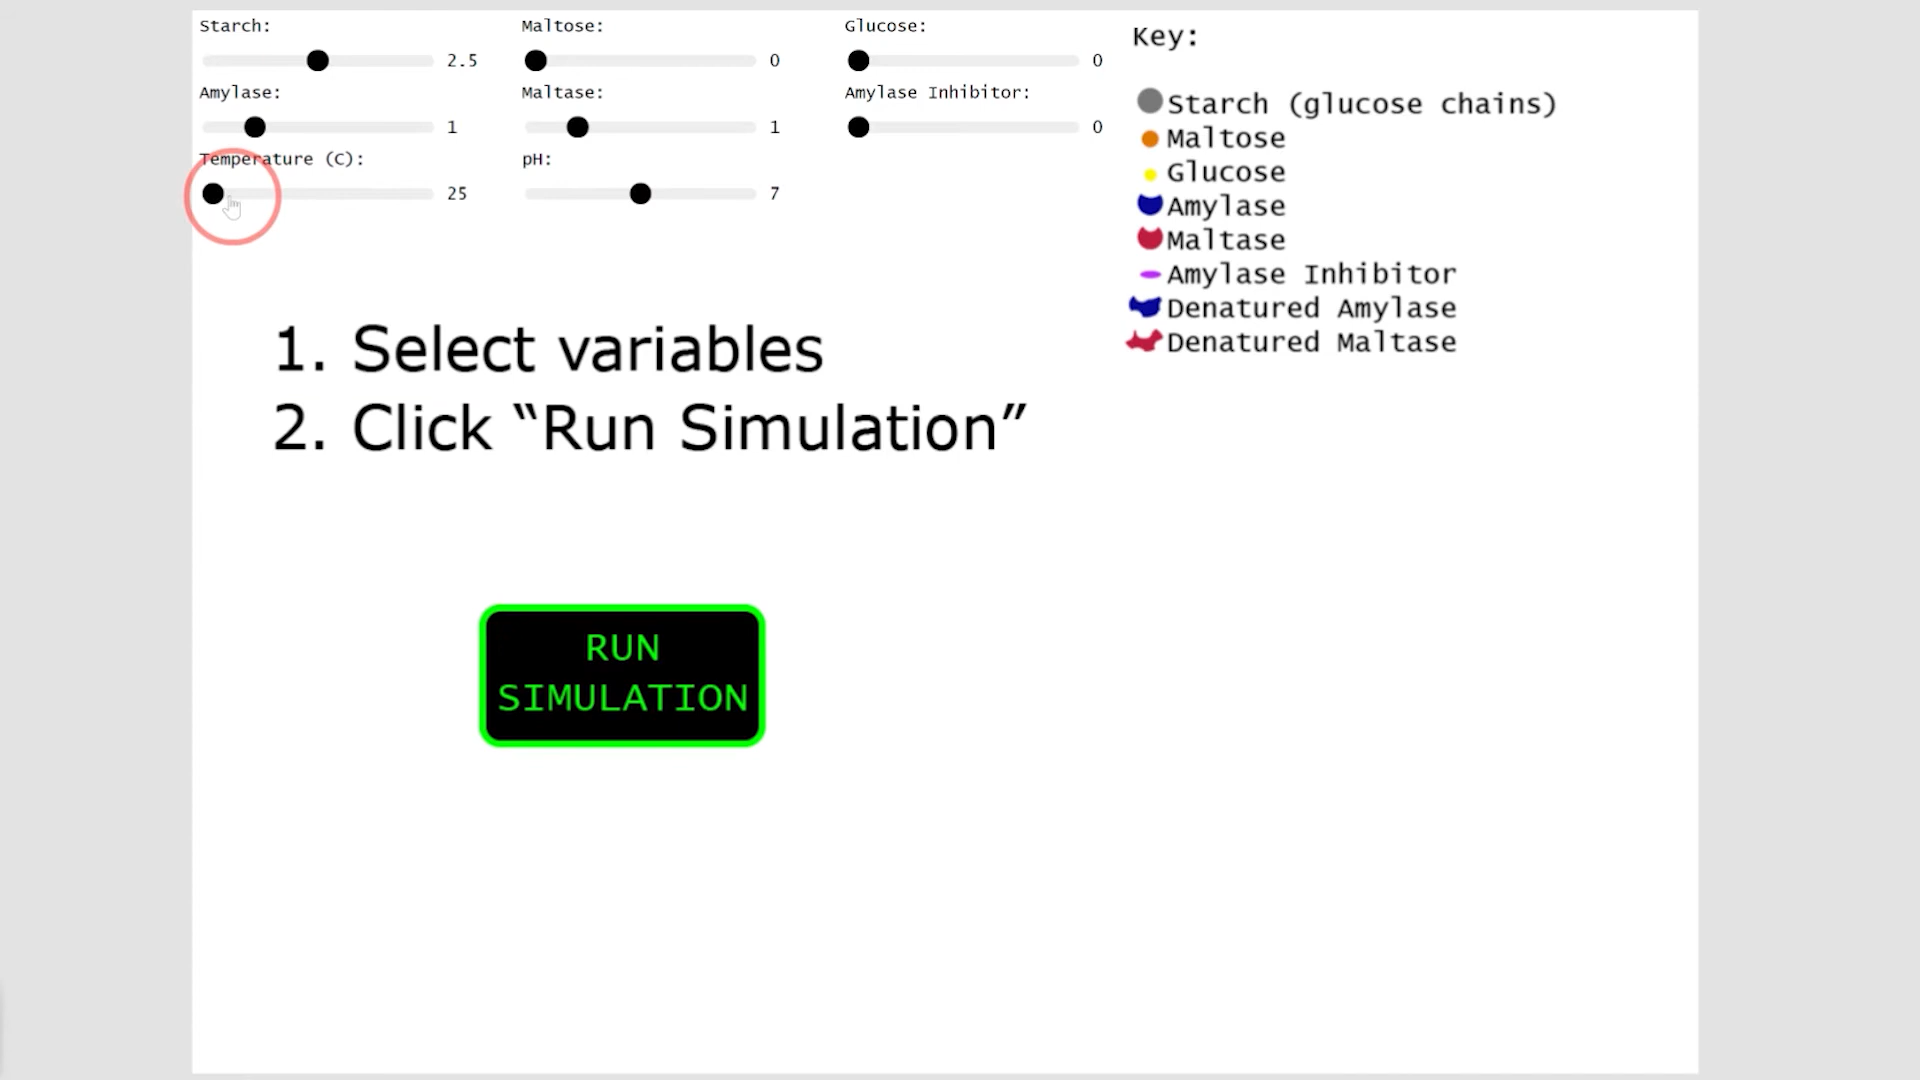 Starch:
2.5
Maltose:
0
Glucose:
0
Amylase:
1
Maltase:
1
Amylase Inhibitor:
0
Temperature (C):
25
pH:
7
Key:
Starch (glucose chains)
Maltose
Glucose
Amylase
Maltase
Amylase Inhibitor
Denatured Amylase
Denatured Maltase
1. Select variables
2. Click “Run Simulation”
RUN
SIMULATION